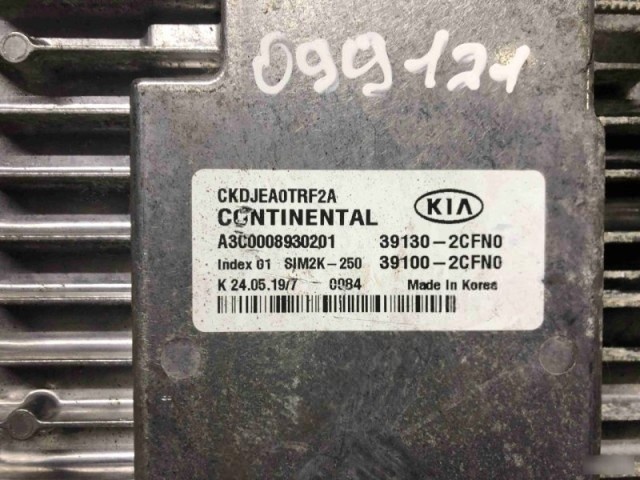 099121
CKDJEA0TRF2A
CONTINENTAL
KIA
A3C0008930201 39130-2CFN0
Index 01 SIM2K-250 39100-2CFN0
K 24.05.19/7 0084 Made In Korea